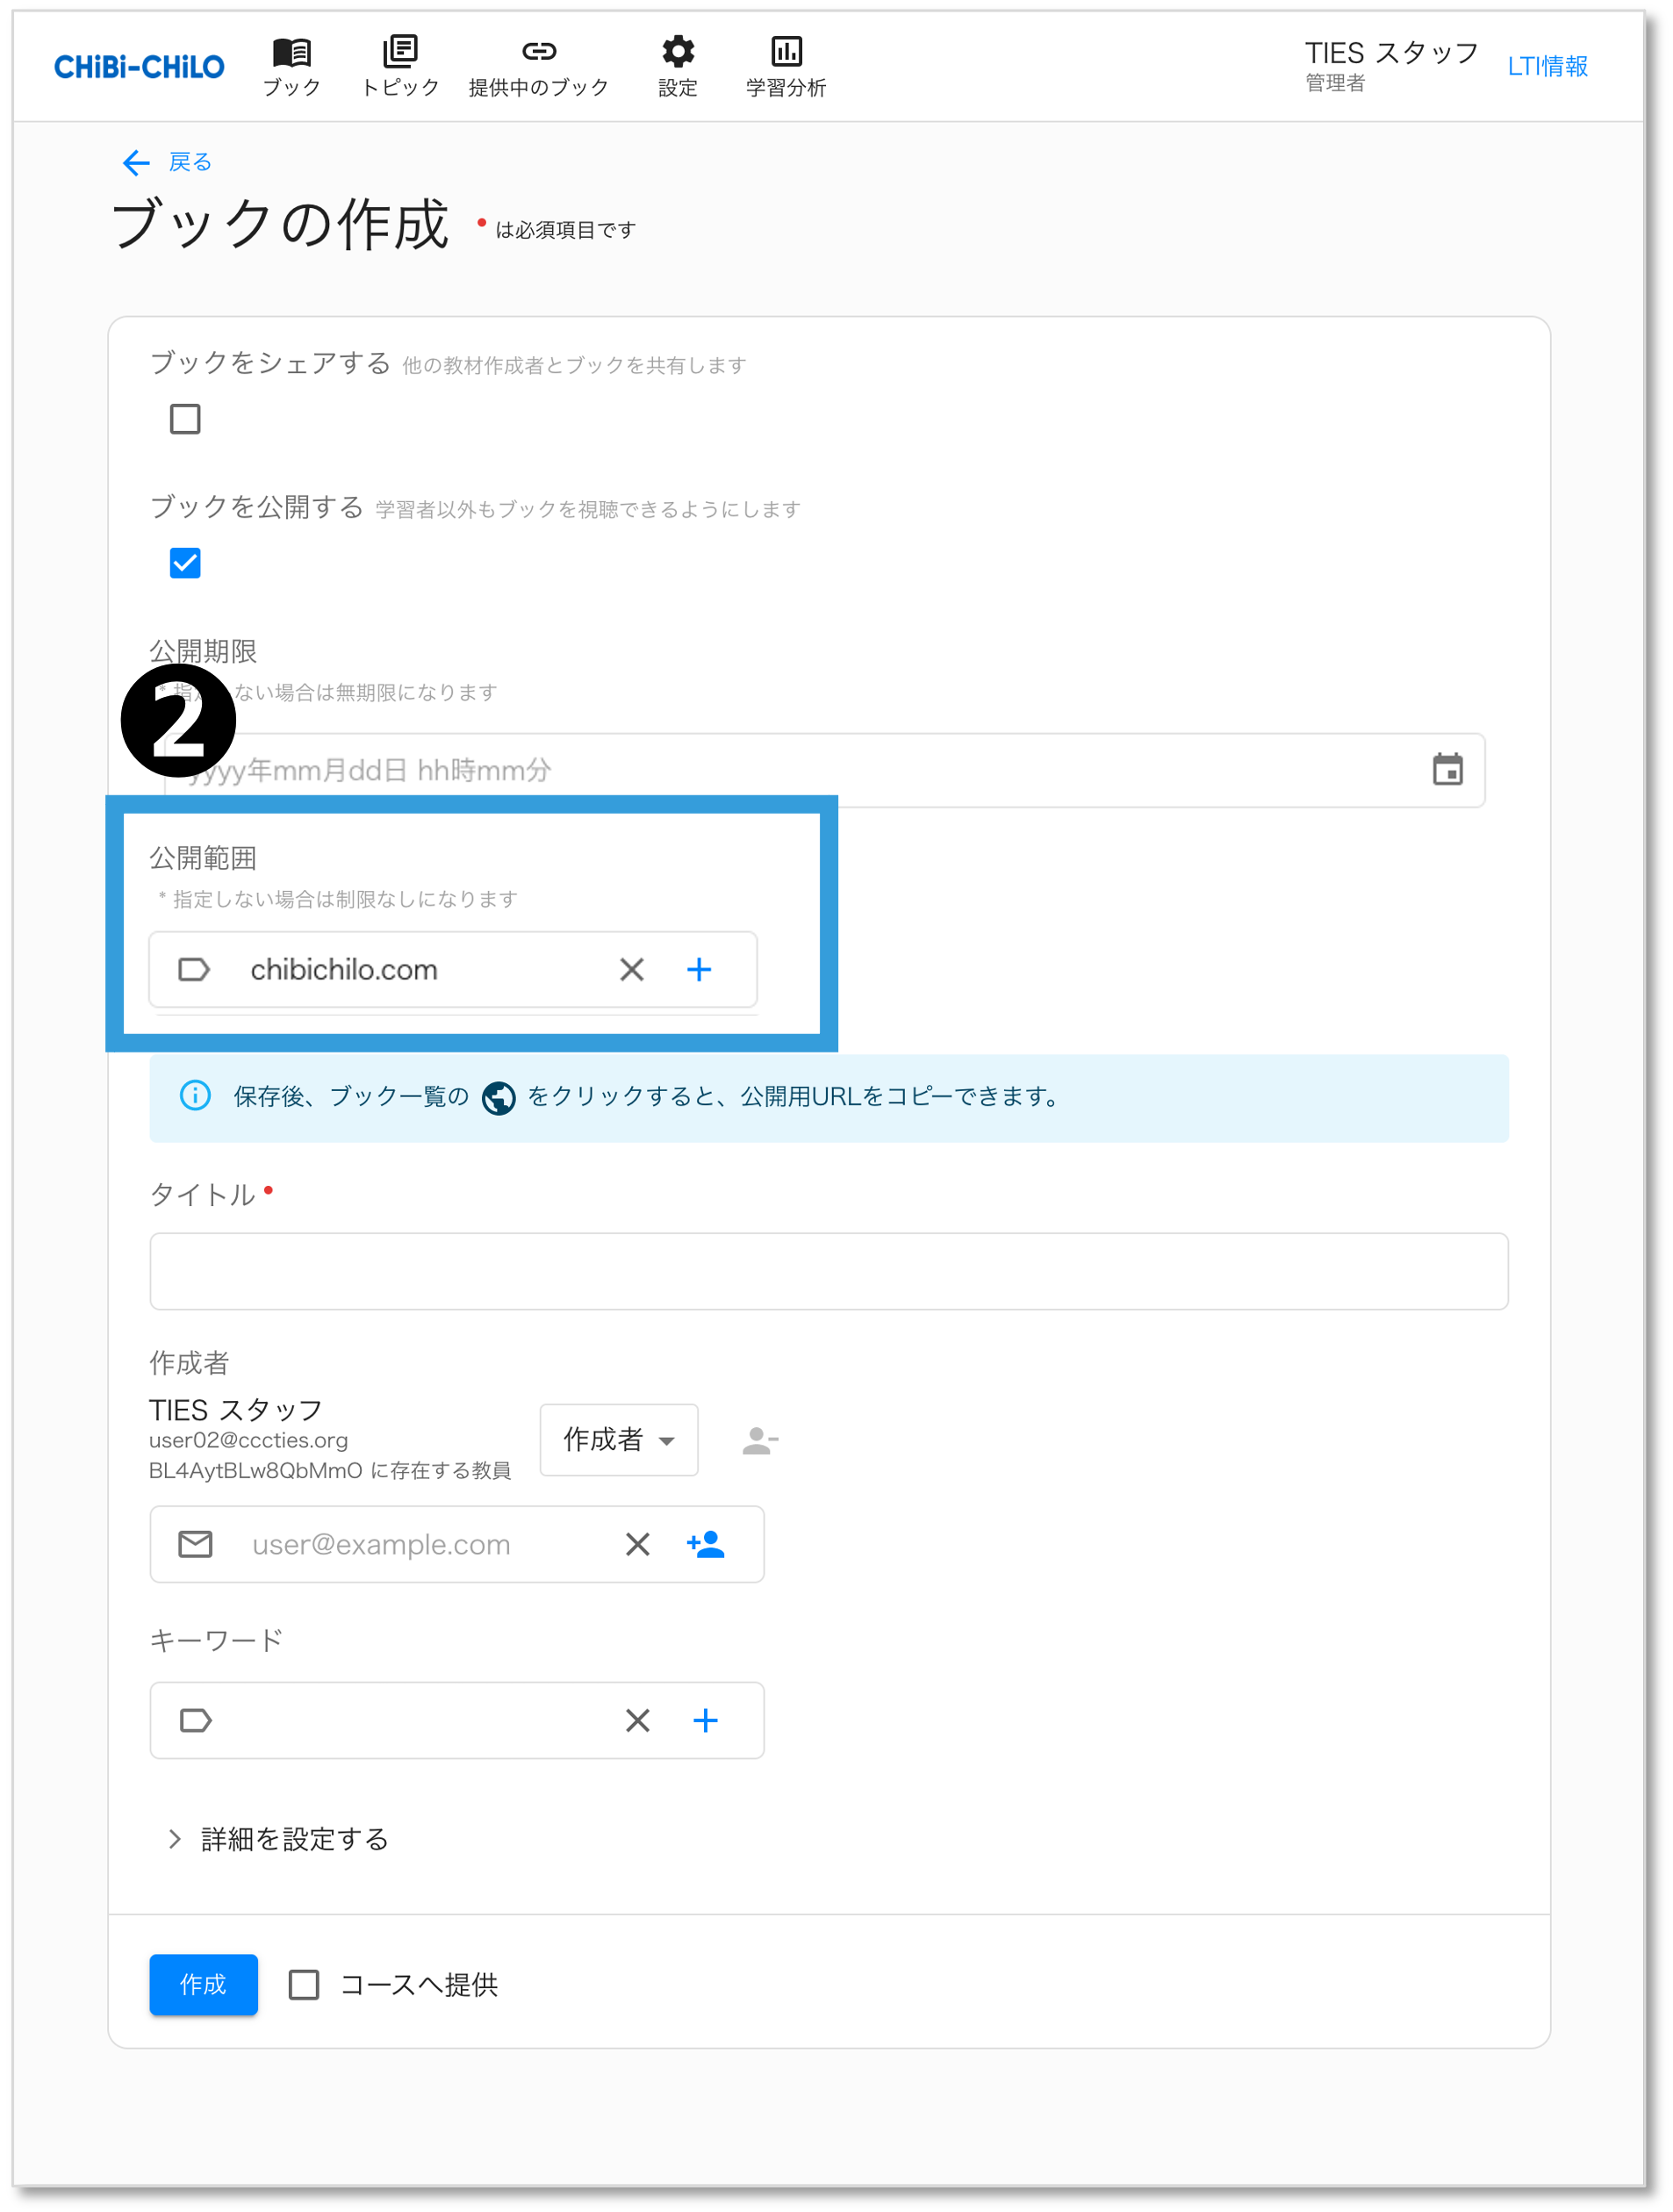 CHiBi-CHiLO
ブック
トピック
提供中のブック
設定
学習分析
TIES スタッフ
管理者
LTI情報
戻る
ブックの作成 • は必須項目です
ブックをシェアする 他の教材作成者とブックを共有します
ブックを公開する 学習者以外もブックを視聴できるようにします
公開期限
* 指定しない場合は無期限になります
2
yyyy年mm月dd日 hh時mm分
公開範囲
* 指定しない場合は制限なしになります
chibichilo.com
保存後、ブック一覧の をクリックすると、公開用URLをコピーできます。
タイトル •
作成者
TIES スタッフ
user02@cccties.org
BL4AytBLw8QbMmO に存在する教員
作成者
user@example.com
キーワード
詳細を設定する
作成
コースへ提供